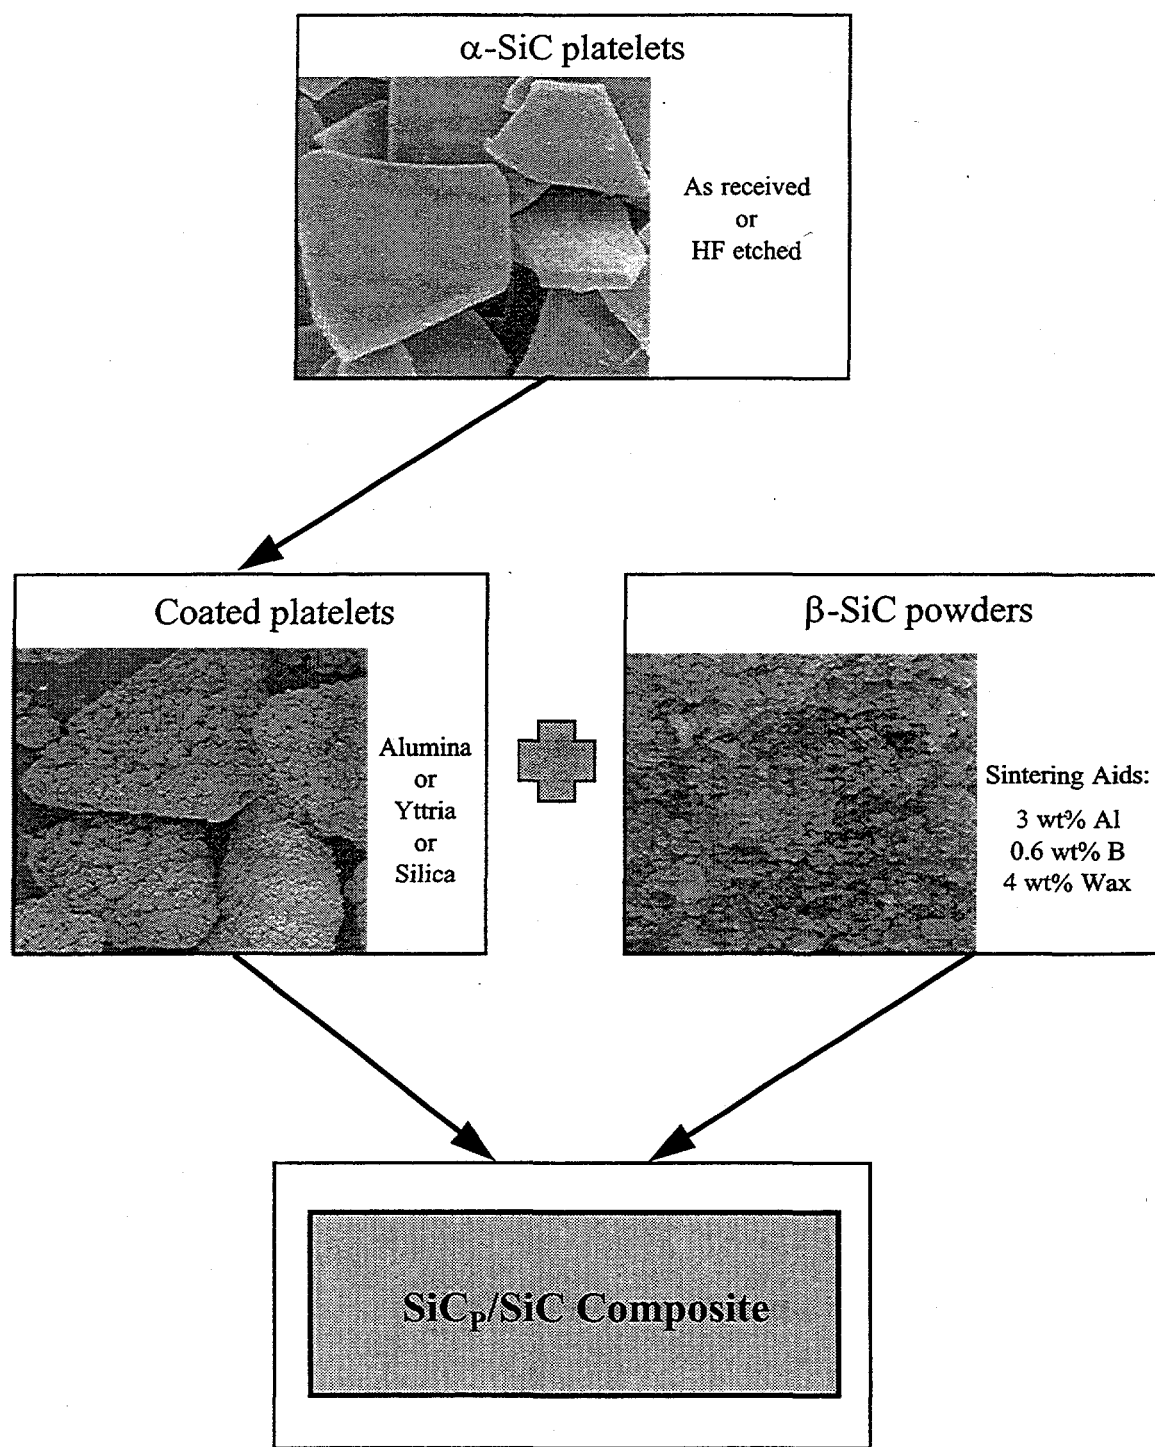 α-SiC platelets
As received
or
HF etched
Coated platelets
Alumina
or
Yttria
or
Silica
β-SiC powders
Sintering Aids:
3 wt% Al
0.6 wt% B
4 wt% Wax
SiCP/SiC Composite